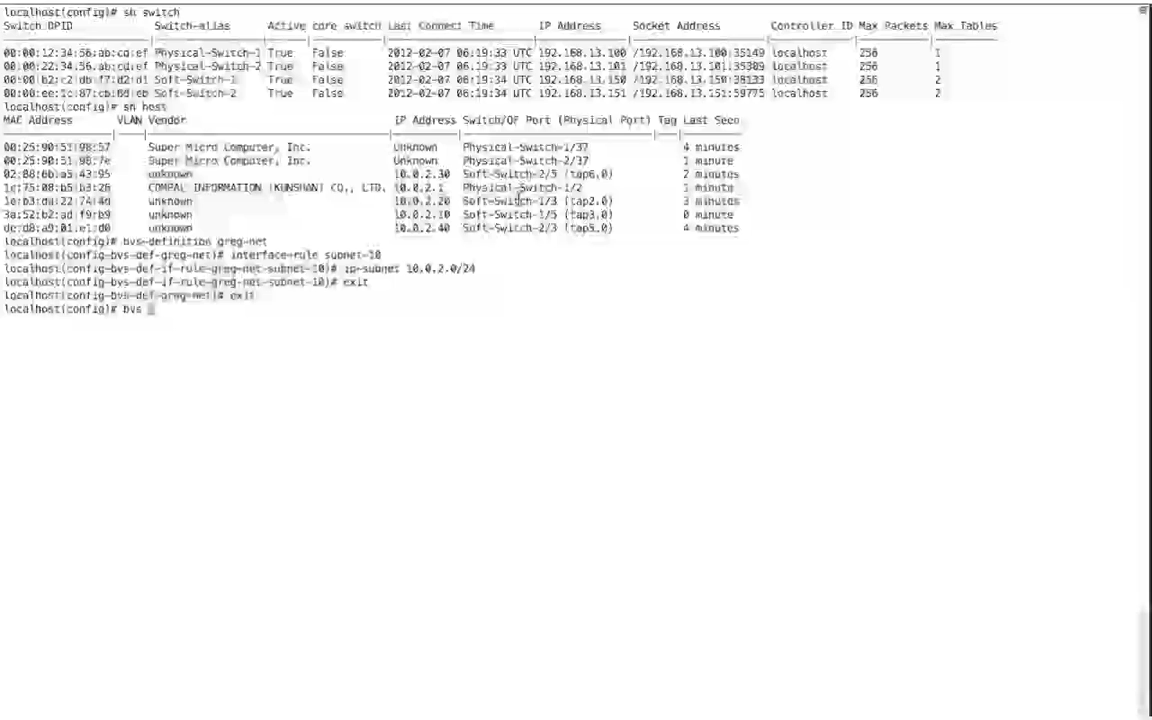 localhost(config)# sh switch
Switch DPID Switch-alias Active core switch Last Connect Time IP Address Socket Address Controller ID Max Packets Max Tables
00:00:12:34:56:ab:cd:ef Physical-Switch-1 True False 2012-02-07 06:19:33 UTC 192.168.13.100 /192.168.13.100:35149 localhost 256 1
00:00:22:34:56:ab:cd:ef Physical-Switch-2 True False 2012-02-07 06:19:33 UTC 192.168.13.101 /192.168.13.101:35309 localhost 256 1
00:00:b2:c2:db:f7:d2:d1 Soft-Switch-1 True False 2012-02-07 06:19:34 UTC 192.168.13.150 /192.168.13.150:38133 localhost 256 2
00:00:ee:1c:87:cb:6d:eb Soft-Switch-2 True False 2012-02-07 06:19:34 UTC 192.168.13.151 /192.168.13.151:59775 localhost 256 2
localhost(config)# sh host
MAC Address VLAN Vendor IP Address Switch/OF Port (Physical Port) Tag Last Seen
00:25:90:51:98:57 Super Micro Computer, Inc. Unknown Physical-Switch-1/37 4 minutes
00:25:90:51:98:7e Super Micro Computer, Inc. Unknown Physical-Switch-2/37 1 minute
02:88:6b:a5:43:95 unknown 10.0.2.30 Soft-Switch-2/5 (tap6.0) 2 minutes
1c:75:08:b5:b3:26 COMPAL INFORMATION (KUNSHAN) CO., LTD. 10.0.2.1 Physical-Switch-1/2 1 minute
1e:b3:da:22:74:4d unknown 10.0.2.20 Soft-Switch-1/3 (tap2.0) 3 minutes
3a:52:b2:ad:f9:b9 unknown 10.0.2.10 Soft-Switch-1/5 (tap3.0) 0 minute
de:d8:a9:01:e1:d0 unknown 10.0.2.40 Soft-Switch-2/3 (tap5.0) 4 minutes
localhost(config)# bvs-definition greg-net
localhost(config-bvs-def-greg-net)# interface-rule subnet-10
localhost(config-bvs-def-if-rule-greg-net-subnet-10)# ip-subnet 10.0.2.0/24
localhost(config-bvs-def-if-rule-greg-net-subnet-10)# exit
localhost(config-bvs-def-greg-net)# exit
localhost(config)# bvs